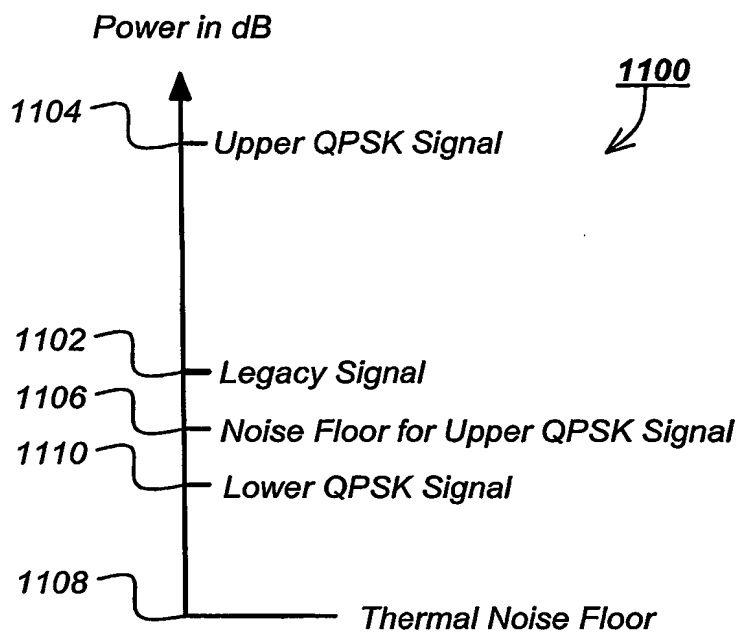 Power in dB
1100
1104
Upper QPSK Signal
1102
Legacy Signal
1106
Noise Floor for Upper QPSK Signal
1110
Lower QPSK Signal
1108
Thermal Noise Floor